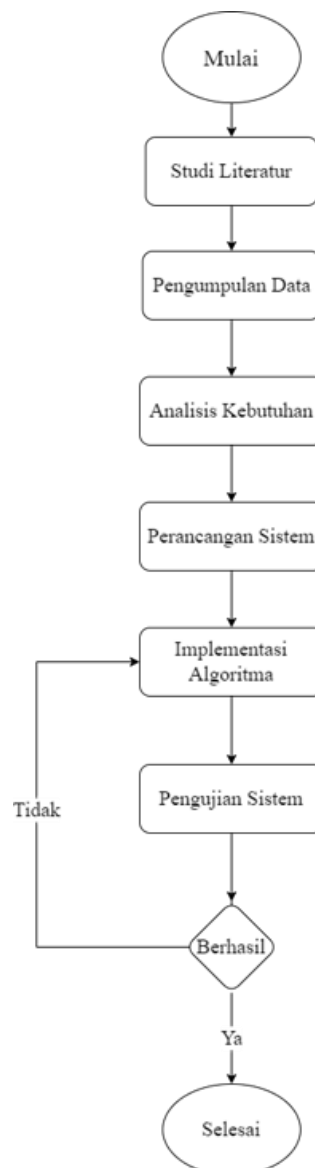 Mulai
Studi Literatur
Pengumpulan Data
Analisis Kebutuhan
Perancangan Sistem
Implementasi
Algoritma
Pengujian Sistem
Tidak
Berhasil
Ya
Selesai